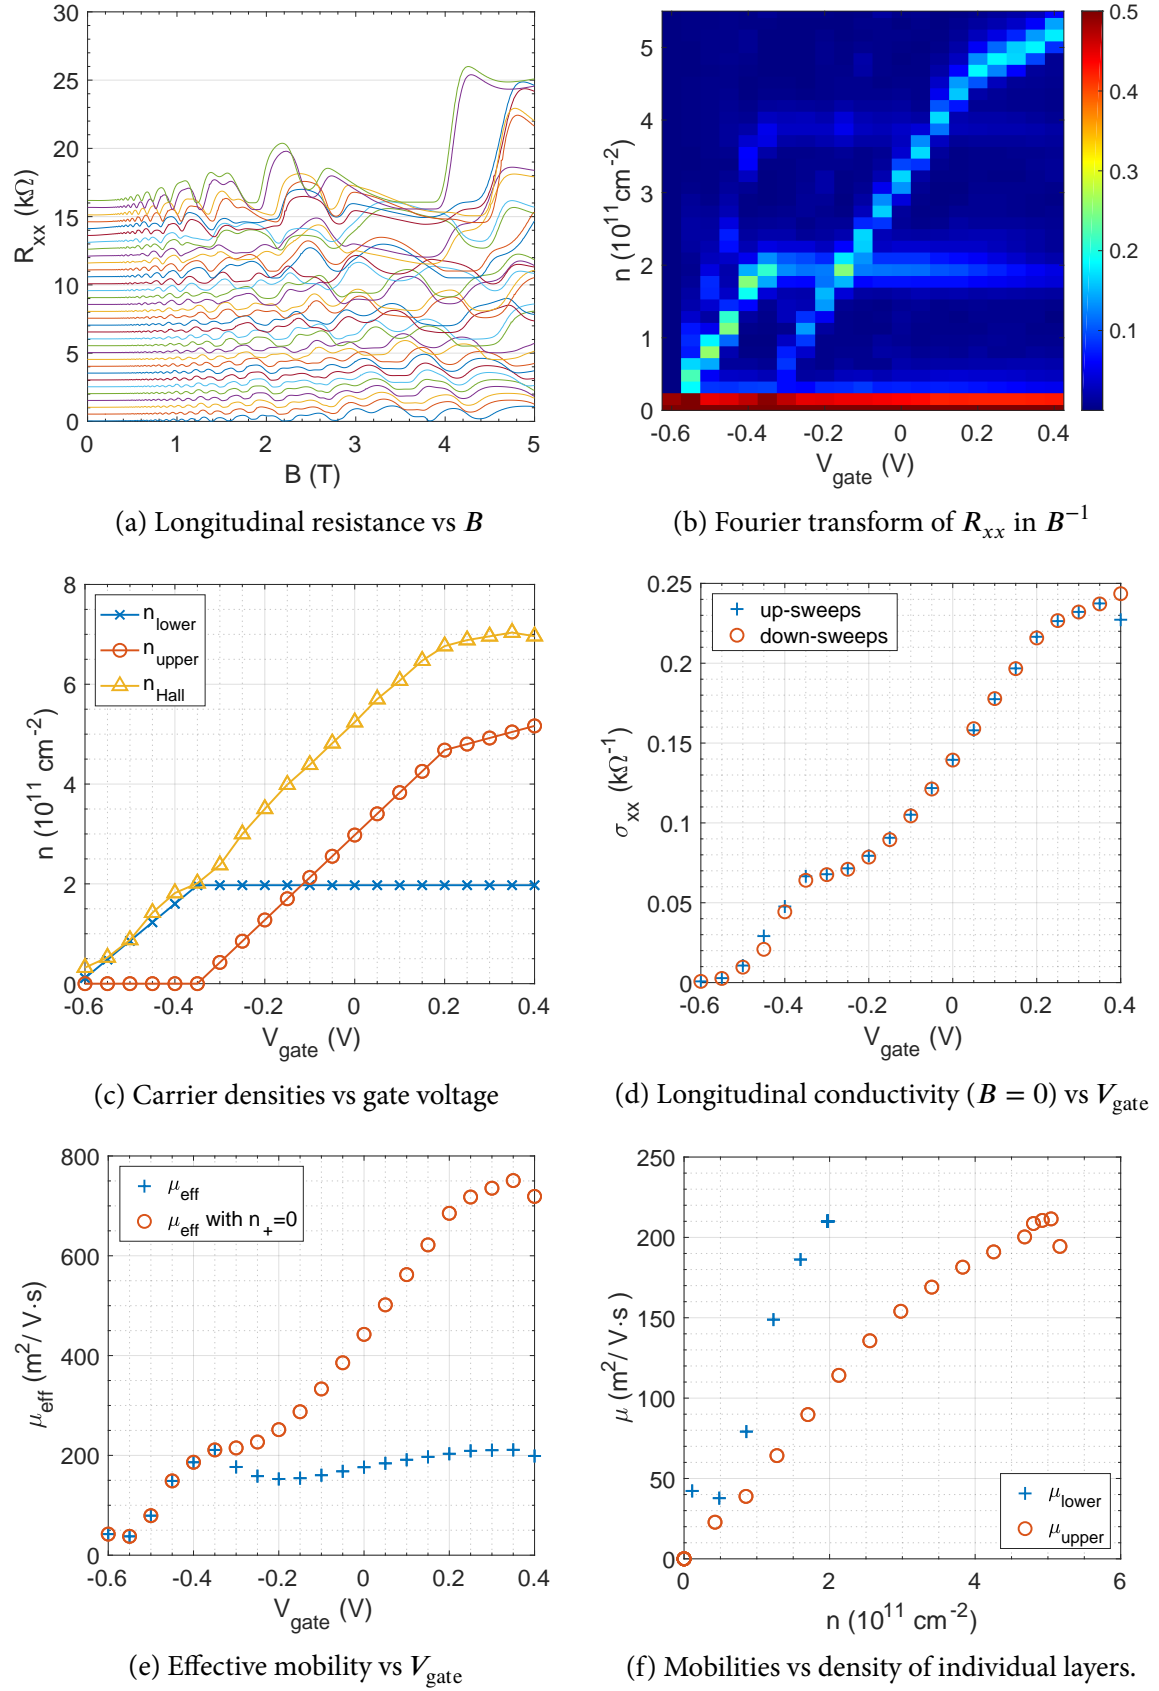 30
25
20
15
10
5
0
R_xx (kΩ)
0 1 2 3 4 5
B (T)
(a) Longitudinal resistance vs B
5
4
3
2
1
0
n (10^11 cm^-2)
-0.6 -0.4 -0.2 0 0.2 0.4
V_gate (V)
0.5
0.4
0.3
0.2
0.1
(b) Fourier transform of R_xx in B^−1
8
6
4
2
0
n (10^11 cm^-2)
n_lower
n_upper
n_Hall
-0.6 -0.4 -0.2 0 0.2 0.4
V_gate (V)
(c) Carrier densities vs gate voltage
0.25
0.2
0.15
0.1
0.05
0
σ_xx (kΩ^-1)
up-sweeps
down-sweeps
-0.6 -0.4 -0.2 0 0.2 0.4
V_gate (V)
(d) Longitudinal conductivity (B = 0) vs V_gate
800
600
400
200
0
μ_eff (m^2/ V·s)
μ_eff
μ_eff with n_+=0
-0.6 -0.4 -0.2 0 0.2 0.4
V_gate (V)
(e) Effective mobility vs V_gate
250
200
150
100
50
0
μ (m^2/ V·s)
μ_lower
μ_upper
0 2 4 6
n (10^11 cm^-2)
(f) Mobilities vs density of individual layers.